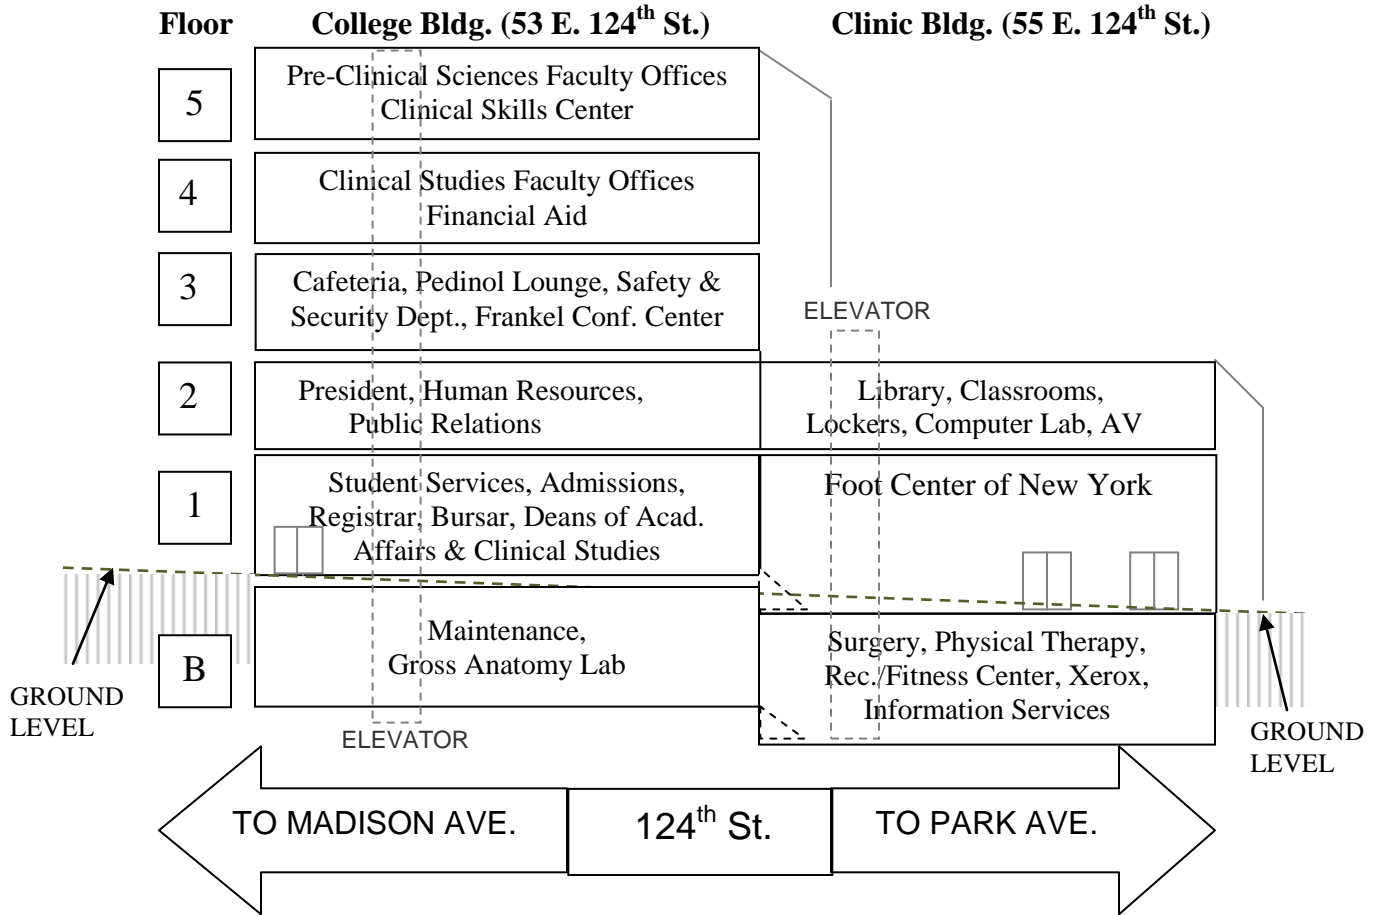 Floor College Bldg. (53 E. 124th St.) Clinic Bldg. (55 E. 124th St.)
5
Pre-Clinical Sciences Faculty Offices
Clinical Skills Center
4
Clinical Studies Faculty Offices
Financial Aid
3
Cafeteria, Pedinol Lounge, Safety &
Security Dept., Frankel Conf. Center
ELEVATOR
2
President, Human Resources,
Public Relations
Library, Classrooms,
Lockers, Computer Lab, AV
1
Student Services, Admissions,
Registrar, Bursar, Deans of Acad.
Affairs & Clinical Studies
Foot Center of New York
B
Maintenance,
Gross Anatomy Lab
Surgery, Physical Therapy,
Rec./Fitness Center, Xerox,
Information Services
GROUND
LEVEL
ELEVATOR
GROUND
LEVEL
TO MADISON AVE.
124th St.
TO PARK AVE.